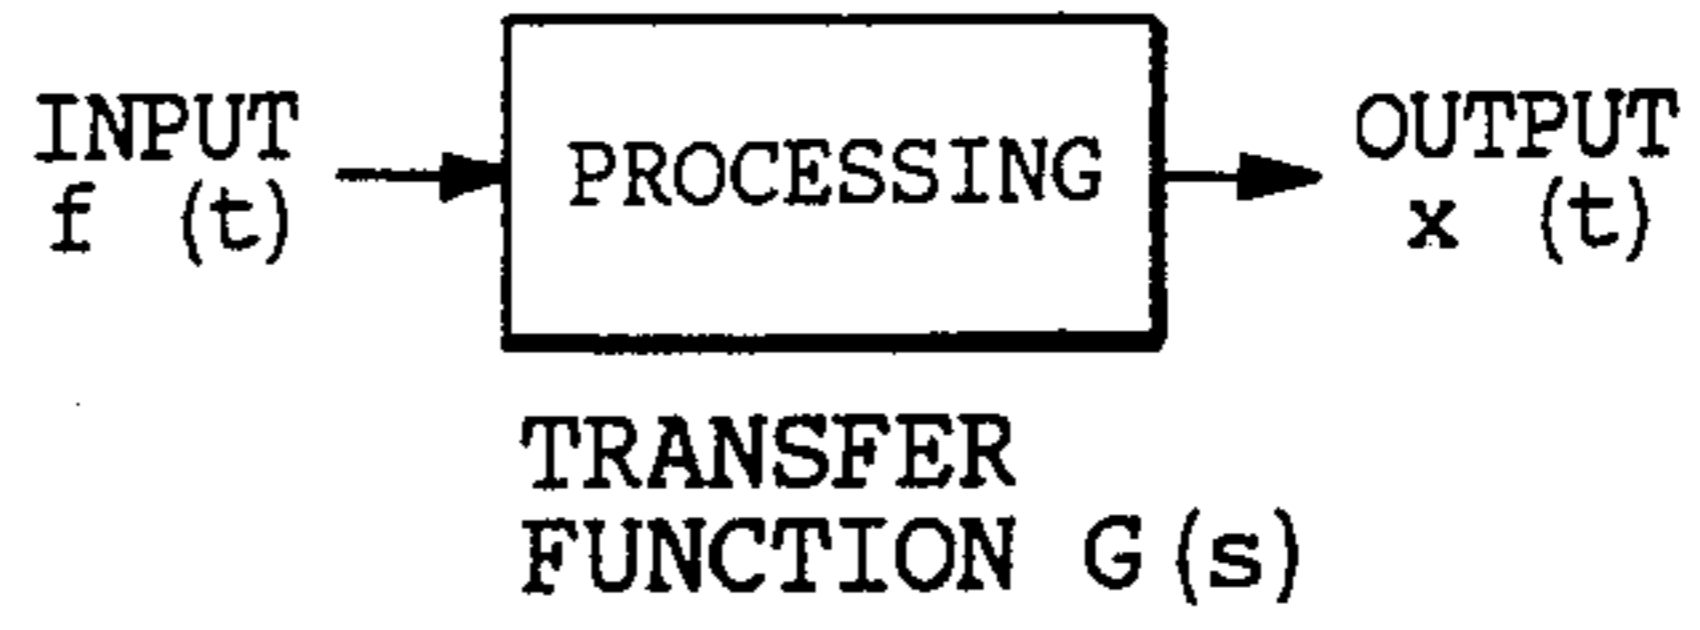 INPUT
f (t)
PROCESSING
OUTPUT
x (t)
TRANSFER
FUNCTION G (s)